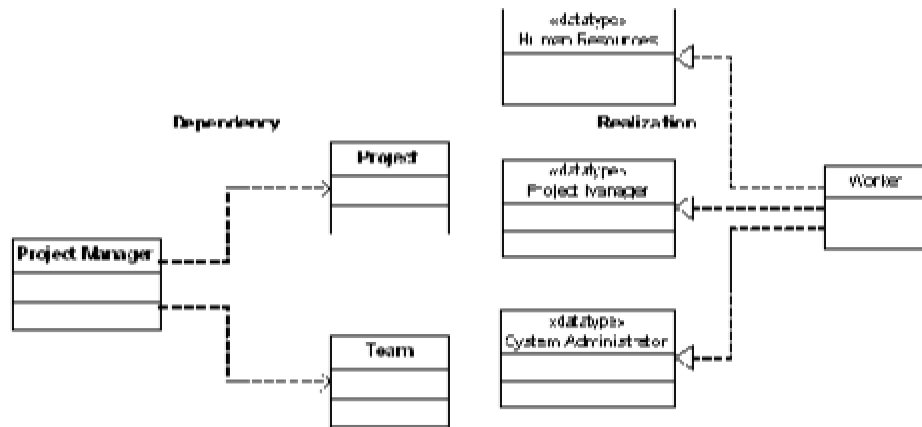 Dependency
Project
Project Manager
Team
«datatype»
Human Resources
Realization
«datatype»
Project Manager
Worker
«datatype»
System Administrator